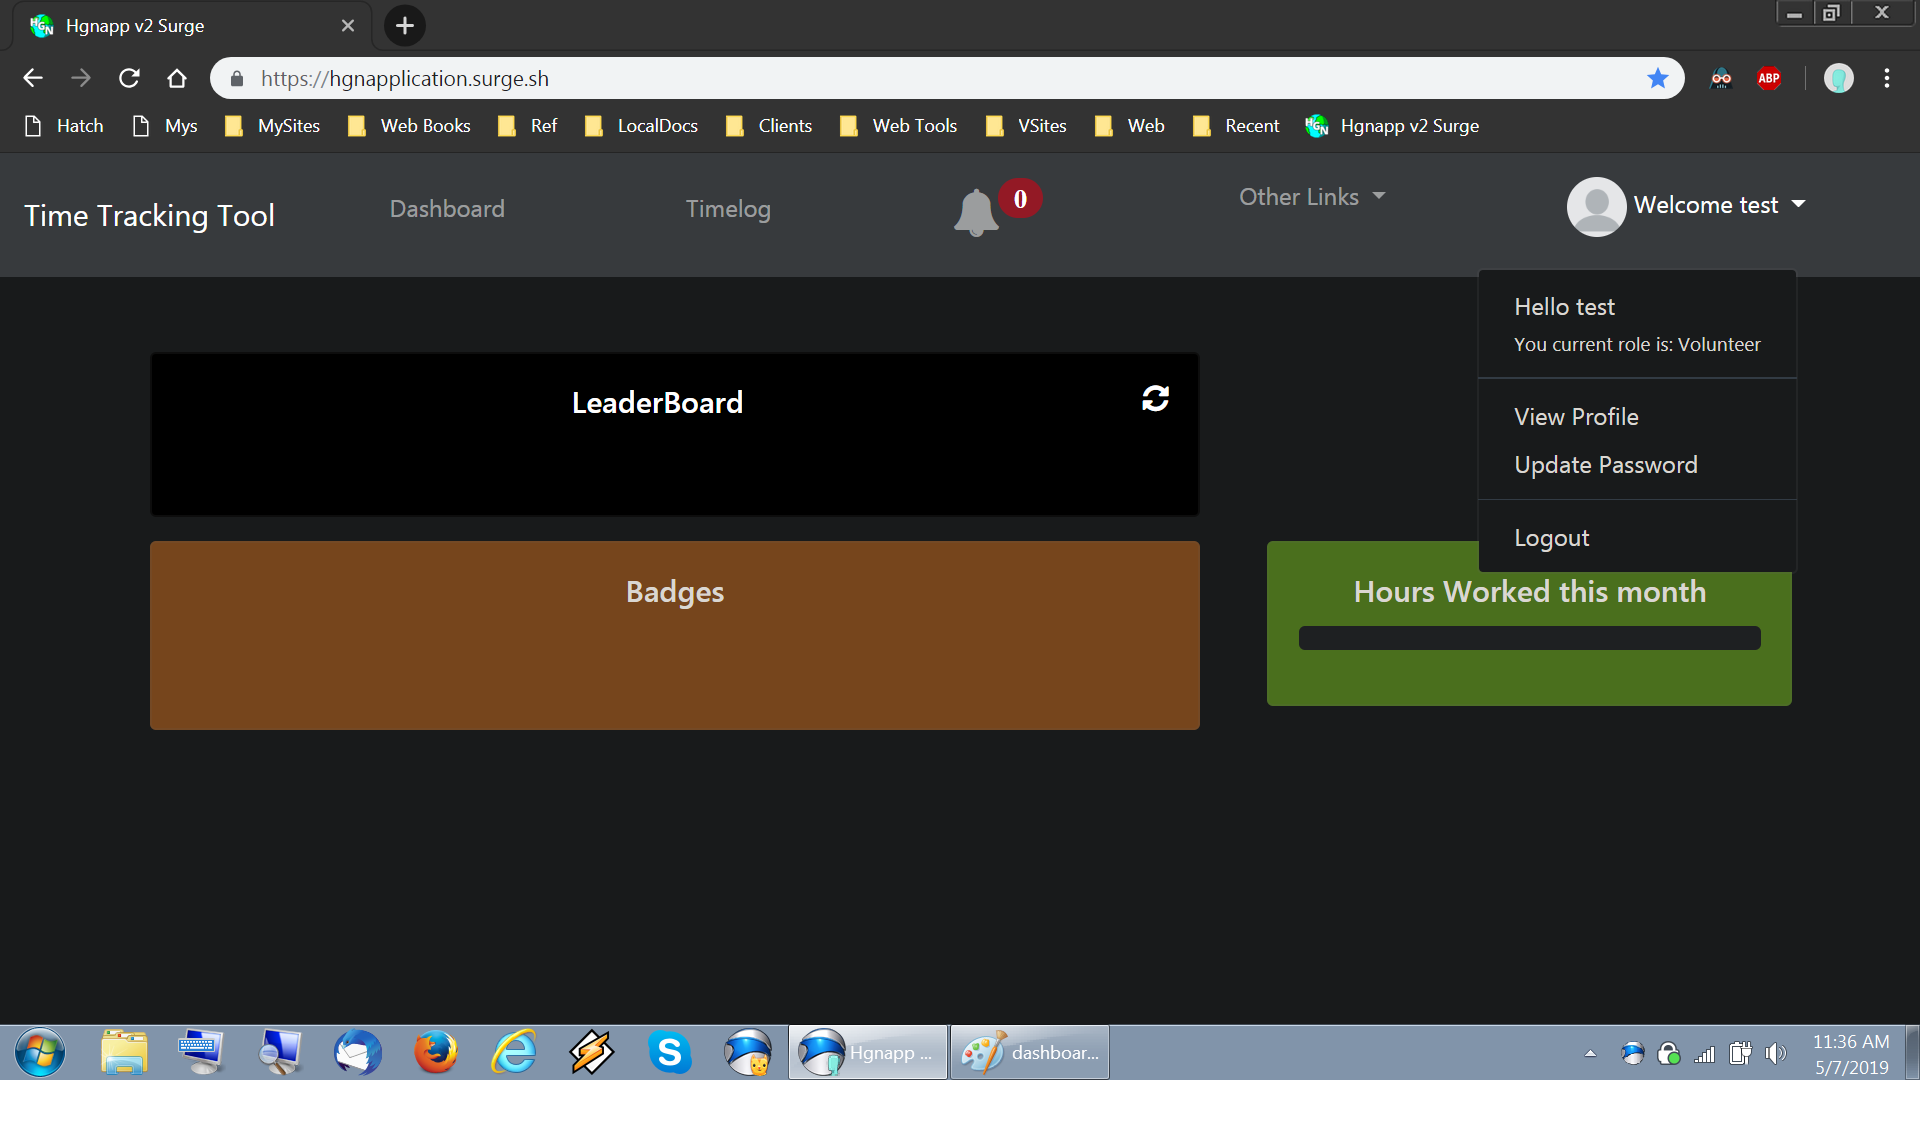 Hgnapp v2 Surge
https://hgnapplication.surge.sh
ABP
Hatch Mys MySites Web Books Ref LocalDocs Clients Web Tools VSites Web Recent HGN Hgnapp v2 Surge
Time Tracking Tool Dashboard Timelog 0 Other Links Welcome test
Hello test
You current role is: Volunteer
LeaderBoard
View Profile
Update Password
Logout
Badges
Hours Worked this month
Hgnapp ... dashboar... 11:36 AM
5/7/2019